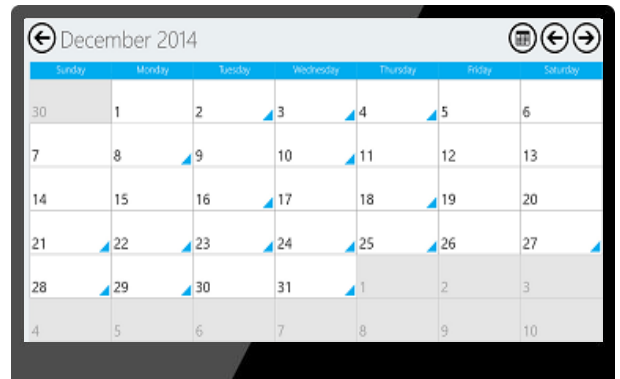 December 2014
Sunday Monday Tuesday Wednesday Thursday Friday Saturday
30 1 2 3 4 5 6
7 8 9 10 11 12 13
14 15 16 17 18 19 20
21 22 23 24 25 26 27
28 29 30 31 1 2 3
4 5 6 7 8 9 10